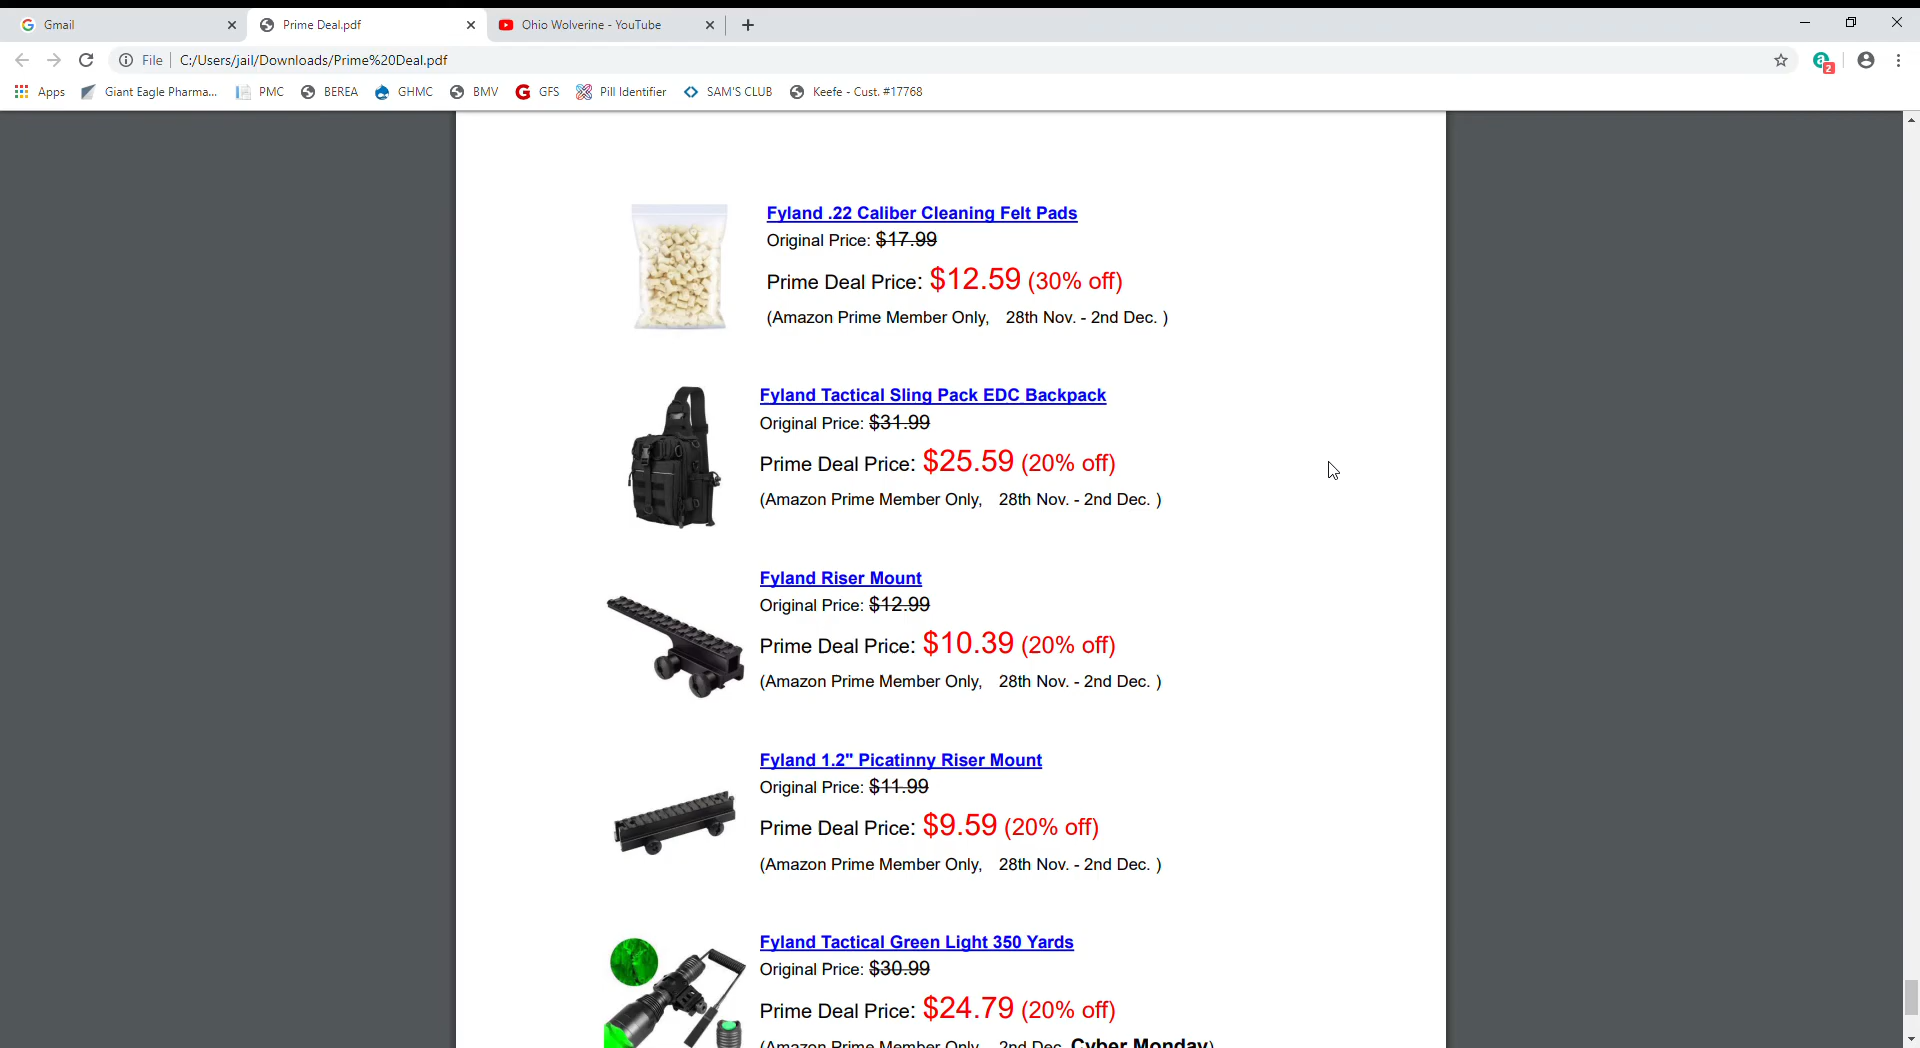 Gmail
Prime Deal.pdf
Ohio Wolverine - YouTube
File
C:/Users/jail/Downloads/Prime%20Deal.pdf
2
Apps
Giant Eagle Pharma...
PMC
BEREA
GHMC
BMV
GFS
Pill Identifier
SAM'S CLUB
Keefe - Cust. #17768
Fyland .22 Caliber Cleaning Felt Pads
Original Price: $17.99
Prime Deal Price: $12.59 (30% off)
(Amazon Prime Member Only, 28th Nov. - 2nd Dec. )
Fyland Tactical Sling Pack EDC Backpack
Original Price: $31.99
Prime Deal Price: $25.59 (20% off)
(Amazon Prime Member Only, 28th Nov. - 2nd Dec. )
Fyland Riser Mount
Original Price: $12.99
Prime Deal Price: $10.39 (20% off)
(Amazon Prime Member Only, 28th Nov. - 2nd Dec. )
Fyland 1.2" Picatinny Riser Mount
Original Price: $11.99
Prime Deal Price: $9.59 (20% off)
(Amazon Prime Member Only, 28th Nov. - 2nd Dec. )
Fyland Tactical Green Light 350 Yards
Original Price: $30.99
Prime Deal Price: $24.79 (20% off)
(Amazon Prime Member Only, 2nd Dec. Cyber Monday)